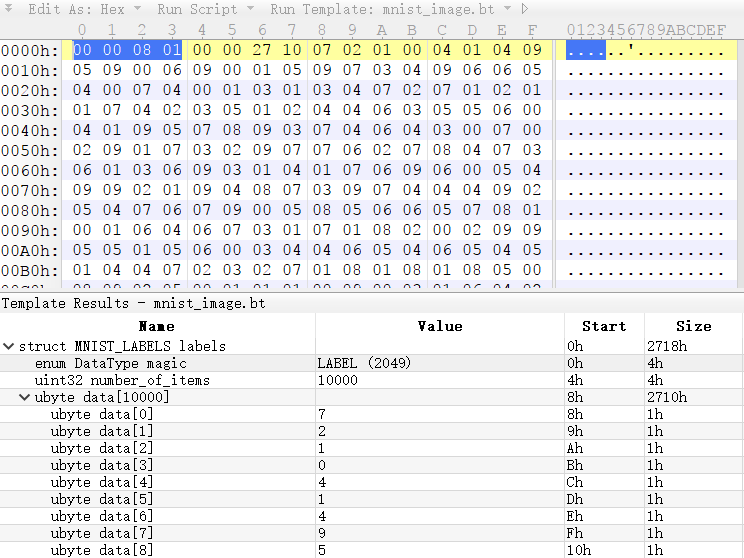 Edit As: Hex Run Script Run Template: mnist_image.bt
0 1 2 3 4 5 6 7 8 9 A B C D E F 0123456789ABCDEF
0000h: 00 00 08 01 00 00 27 10 07 02 01 00 04 01 04 09 ......'.........
0010h: 05 09 00 06 09 00 01 05 09 07 03 04 09 06 06 05 ................
0020h: 04 00 07 04 00 01 03 01 03 04 07 02 07 01 02 01 ................
0030h: 01 07 04 02 03 05 01 02 04 04 06 03 05 05 06 00 ................
0040h: 04 01 09 05 07 08 09 03 07 04 06 04 03 00 07 00 ................
0050h: 02 09 01 07 03 02 09 07 07 06 02 07 08 04 07 03 ................
0060h: 06 01 03 06 09 03 01 04 01 07 06 09 06 00 05 04 ................
0070h: 09 09 02 01 09 04 08 07 03 09 07 04 04 04 09 02 ................
0080h: 05 04 07 06 07 09 00 05 08 05 06 06 05 07 08 01 ................
0090h: 00 01 06 04 06 07 03 01 07 01 08 02 00 02 09 09 ................
00A0h: 05 05 01 05 06 00 03 04 04 06 05 04 06 05 04 05 ................
00B0h: 01 04 04 07 02 03 02 07 01 08 01 08 01 08 05 00 ................
Template Results - mnist_image.bt
Name Value Start Size
struct MNIST_LABELS labels 0h 2718h
enum DataType magic LABEL (2049) 0h 4h
uint32 number_of_items 10000 4h 4h
ubyte data[10000] 8h 2710h
ubyte data[0] 7 8h 1h
ubyte data[1] 2 9h 1h
ubyte data[2] 1 Ah 1h
ubyte data[3] 0 Bh 1h
ubyte data[4] 4 Ch 1h
ubyte data[5] 1 Dh 1h
ubyte data[6] 4 Eh 1h
ubyte data[7] 9 Fh 1h
ubyte data[8] 5 10h 1h